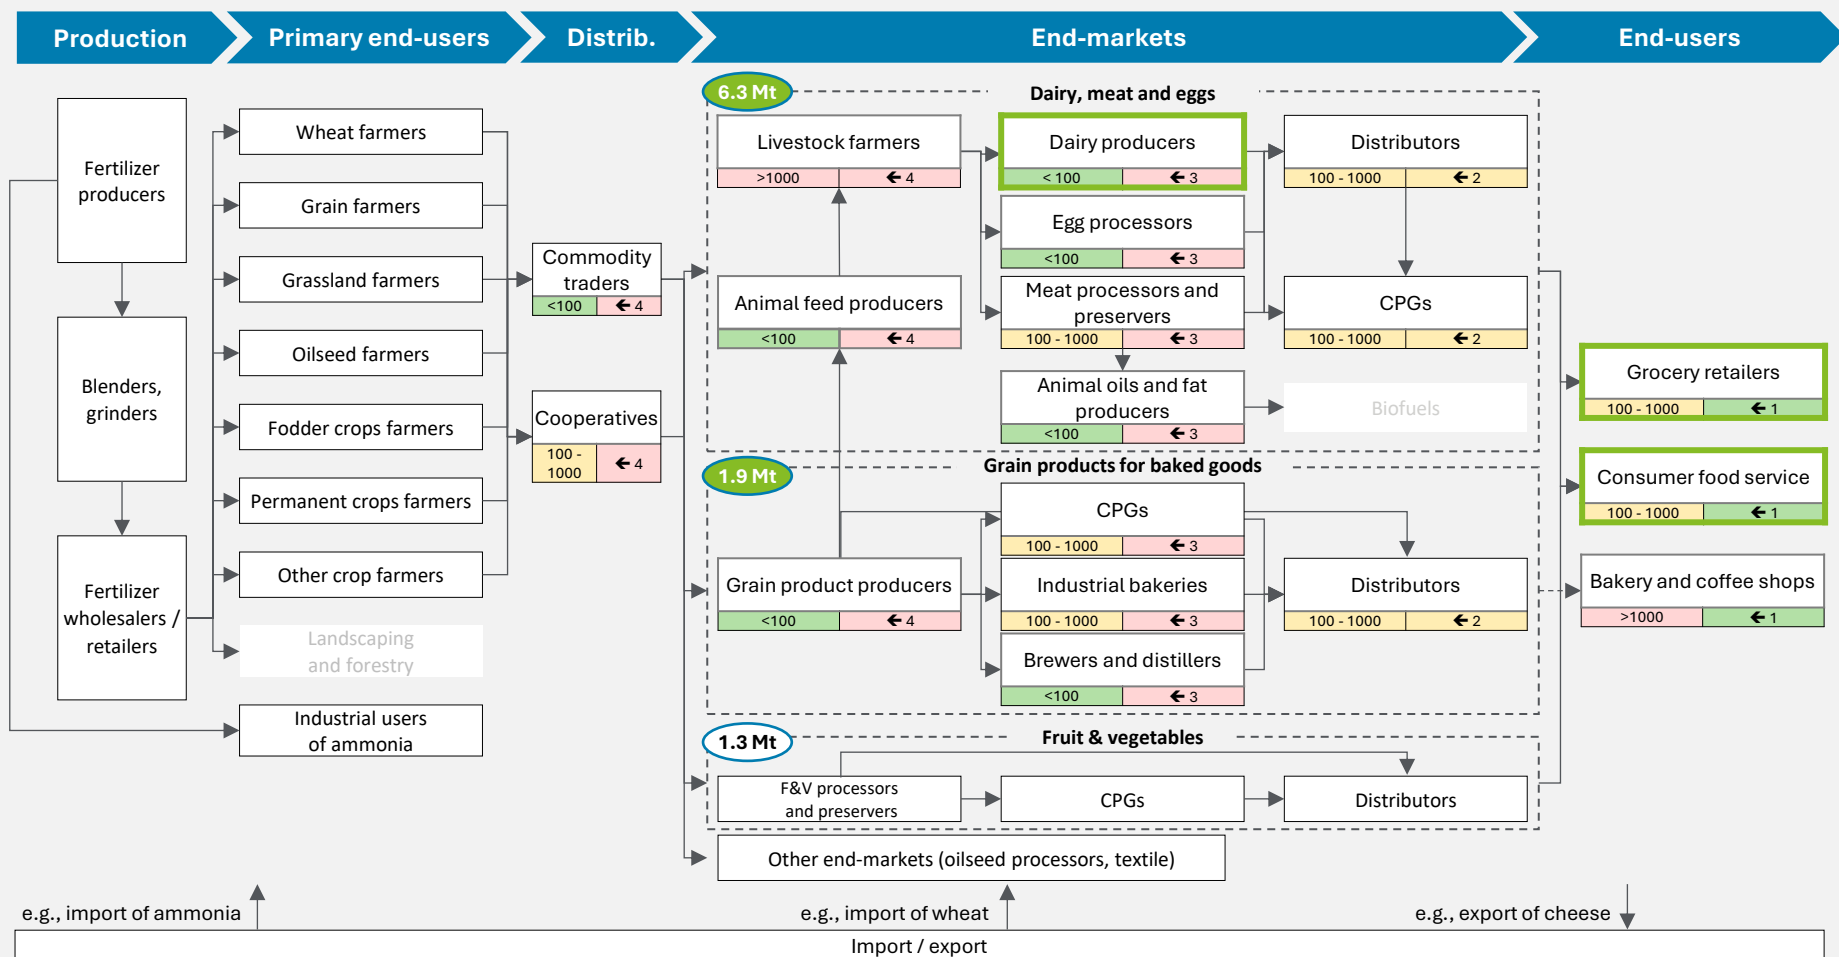 Production
Primary end-users
Distrib.
End-markets
End-users
Fertilizer
producers
Blenders,
grinders
Fertilizer
wholesalers /
retailers
Wheat farmers
Grain farmers
Grassland farmers
Oilseed farmers
Fodder crops farmers
Permanent crops farmers
Other crop farmers
Landscaping
and forestry
Industrial users
of ammonia
Commodity
traders
<100 🡰 4
Cooperatives
100 -
1000
🡰 4
6.3 Mt
Dairy, meat and eggs
Livestock farmers
>1000 🡰 4
Dairy producers
< 100 🡰 3
Distributors
100 - 1000 🡰 2
Egg processors
<100 🡰 3
Animal feed producers
<100 🡰 4
Meat processors and
preservers
100 - 1000 🡰 3
CPGs
100 - 1000 🡰 2
Animal oils and fat
producers
<100 🡰 3
Biofuels
1.9 Mt
Grain products for baked goods
CPGs
100 - 1000 🡰 3
Grain product producers
<100 🡰 4
Industrial bakeries
100 - 1000 🡰 3
Distributors
100 - 1000 🡰 2
Brewers and distillers
<100 🡰 3
1.3 Mt
Fruit & vegetables
F&V processors
and preservers
CPGs
Distributors
Other end-markets (oilseed processors, textile)
Grocery retailers
100 - 1000 🡰 1
Consumer food service
100 - 1000 🡰 1
Bakery and coffee shops
>1000 🡰 1
e.g., import of ammonia
e.g., import of wheat
e.g., export of cheese
Import / export